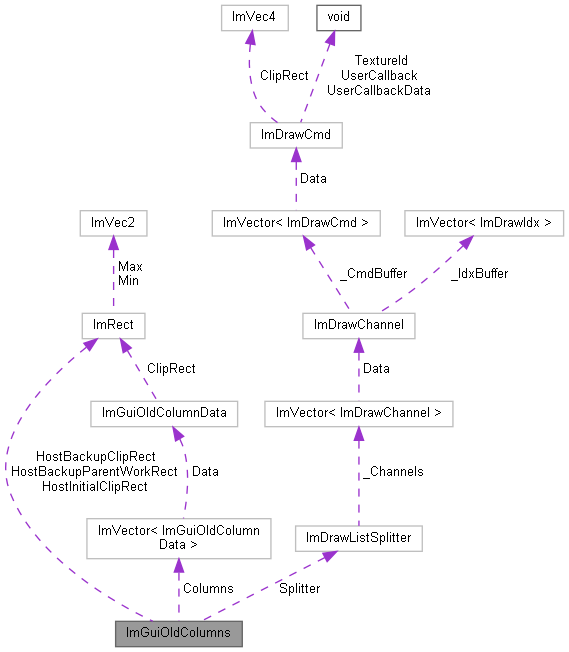 ImVec4
void
TextureId
UserCallback
UserCallbackData
ClipRect
ImDrawCmd
Data
ImVec2
ImVector< ImDrawCmd >
ImVector< ImDrawIdx >
Max
Min
_CmdBuffer
_IdxBuffer
ImRect
ImDrawChannel
ClipRect
Data
ImGuiOldColumnData
ImVector< ImDrawChannel >
HostBackupClipRect
HostBackupParentWorkRect
HostInitialClipRect
Data
_Channels
ImVector< ImGuiOldColumn
Data >
ImDrawListSplitter
Columns
Splitter
ImGuiOldColumns